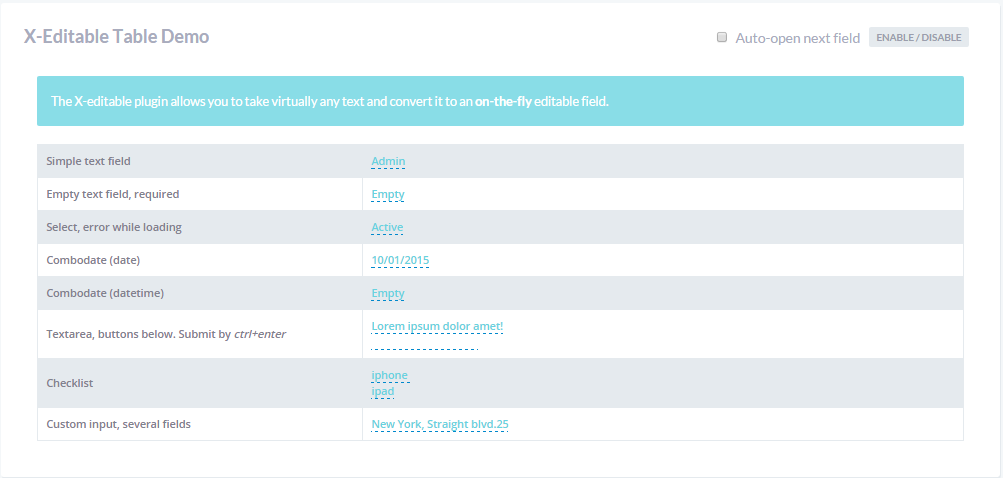 X-Editable Table Demo
Auto-open next field
ENABLE / DISABLE
The X-editable plugin allows you to take virtually any text and convert it to an on-the-fly editable field.
Simple text field Admin
Empty text field, required Empty
Select, error while loading Active
Combodate (date) 10/01/2015
Combodate (datetime) Empty
Textarea, buttons below. Submit by ctrl+enter Lorem ipsum dolor amet!
Checklist iphone
ipad
Custom input, several fields New York, Straight blvd.25